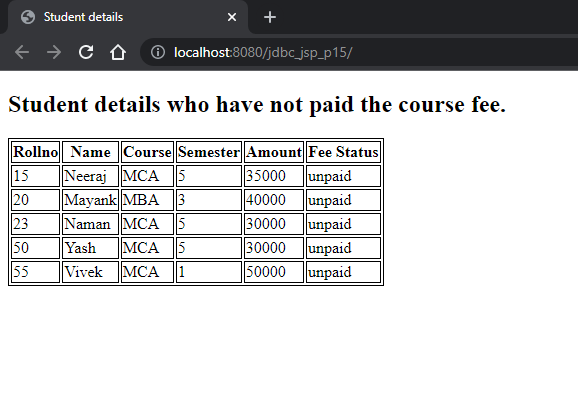 Student details
localhost:8080/jdbc_jsp_p15/
Student details who have not paid the course fee.
Rollno Name Course Semester Amount Fee Status
15 Neeraj MCA 5 35000 unpaid
20 Mayank MBA 3 40000 unpaid
23 Naman MCA 5 30000 unpaid
50 Yash MCA 5 30000 unpaid
55 Vivek MCA 1 50000 unpaid